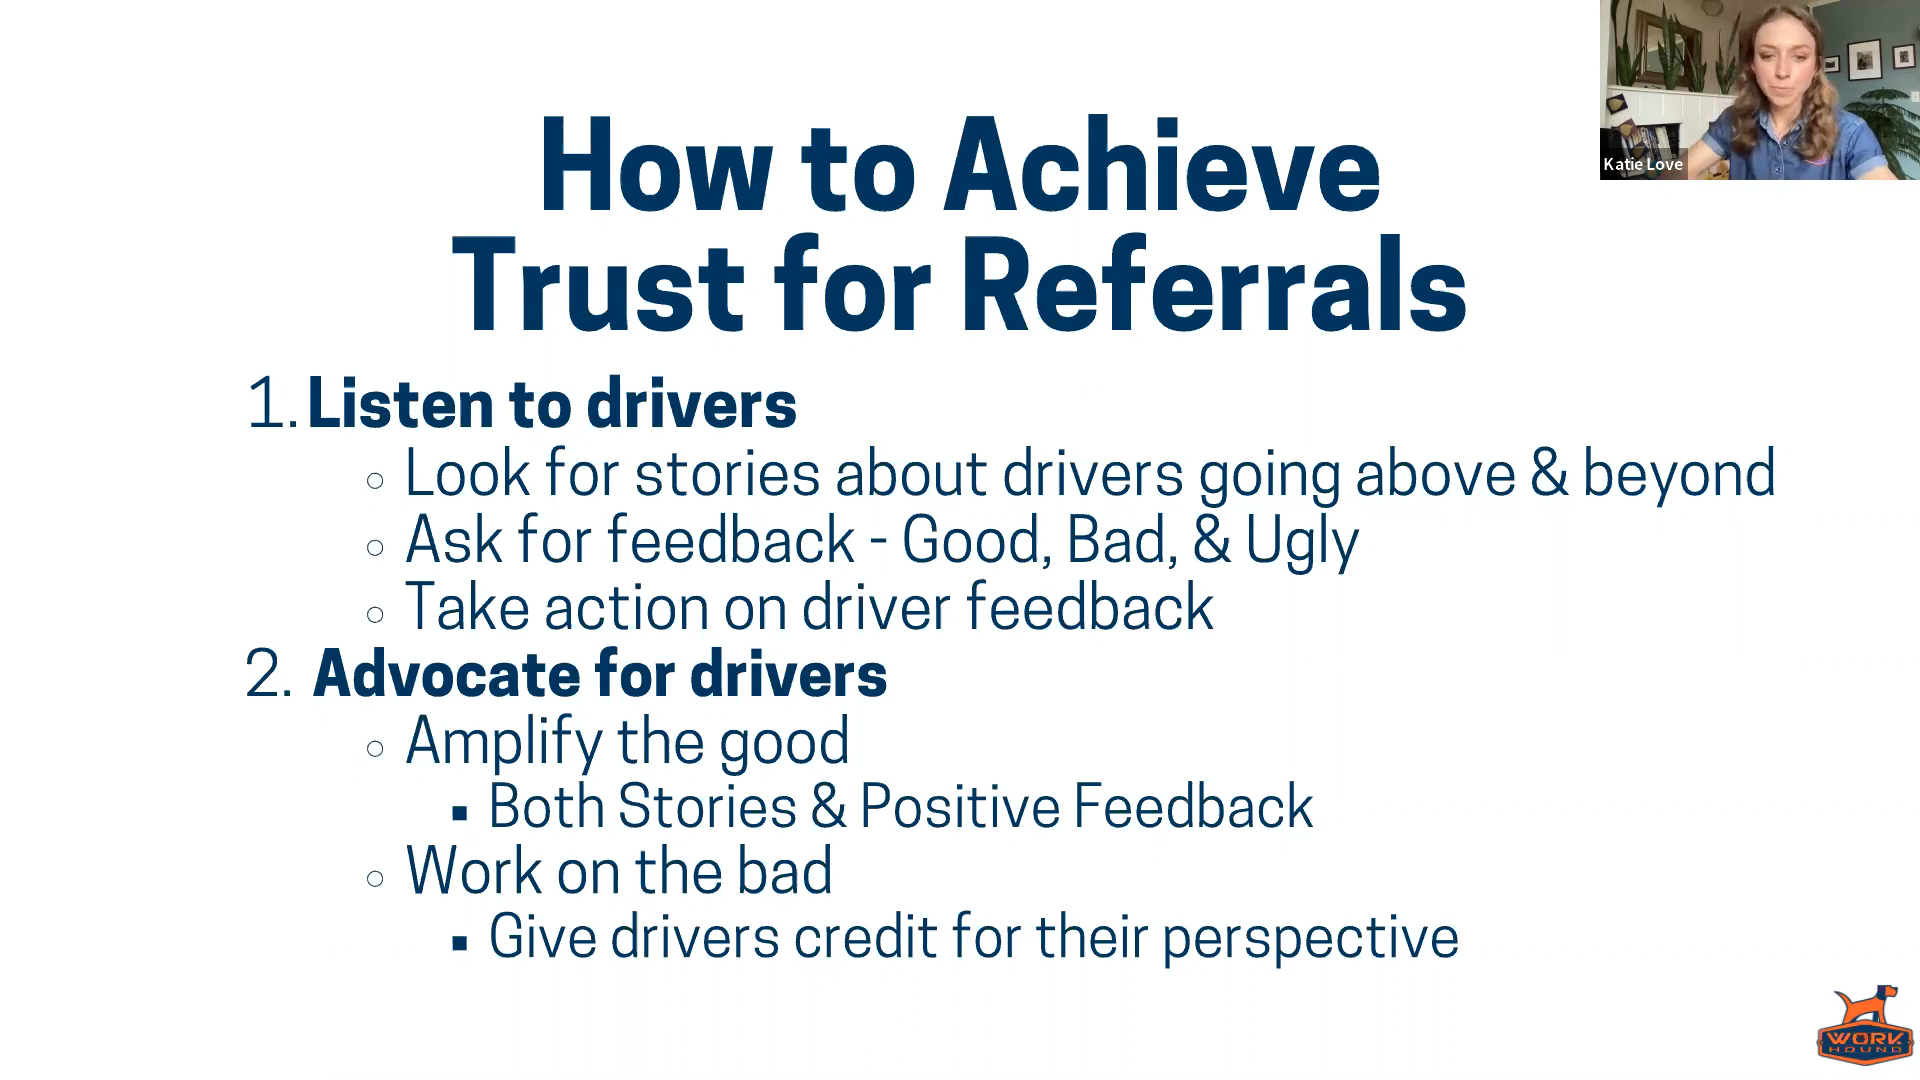 Katie Love
How to Achieve
Trust for Referrals
1. Listen to drivers
○ Look for stories about drivers going above & beyond
○ Ask for feedback - Good, Bad, & Ugly
○ Take action on driver feedback
2. Advocate for drivers
○ Amplify the good
▪ Both Stories & Positive Feedback
○ Work on the bad
▪ Give drivers credit for their perspective
WORK
HOUND